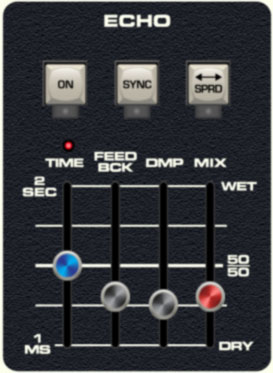 ECHO
ON SYNC SPRD
TIME FEED BCK DMP MIX
2 SEC WET
50 50
1 MS DRY